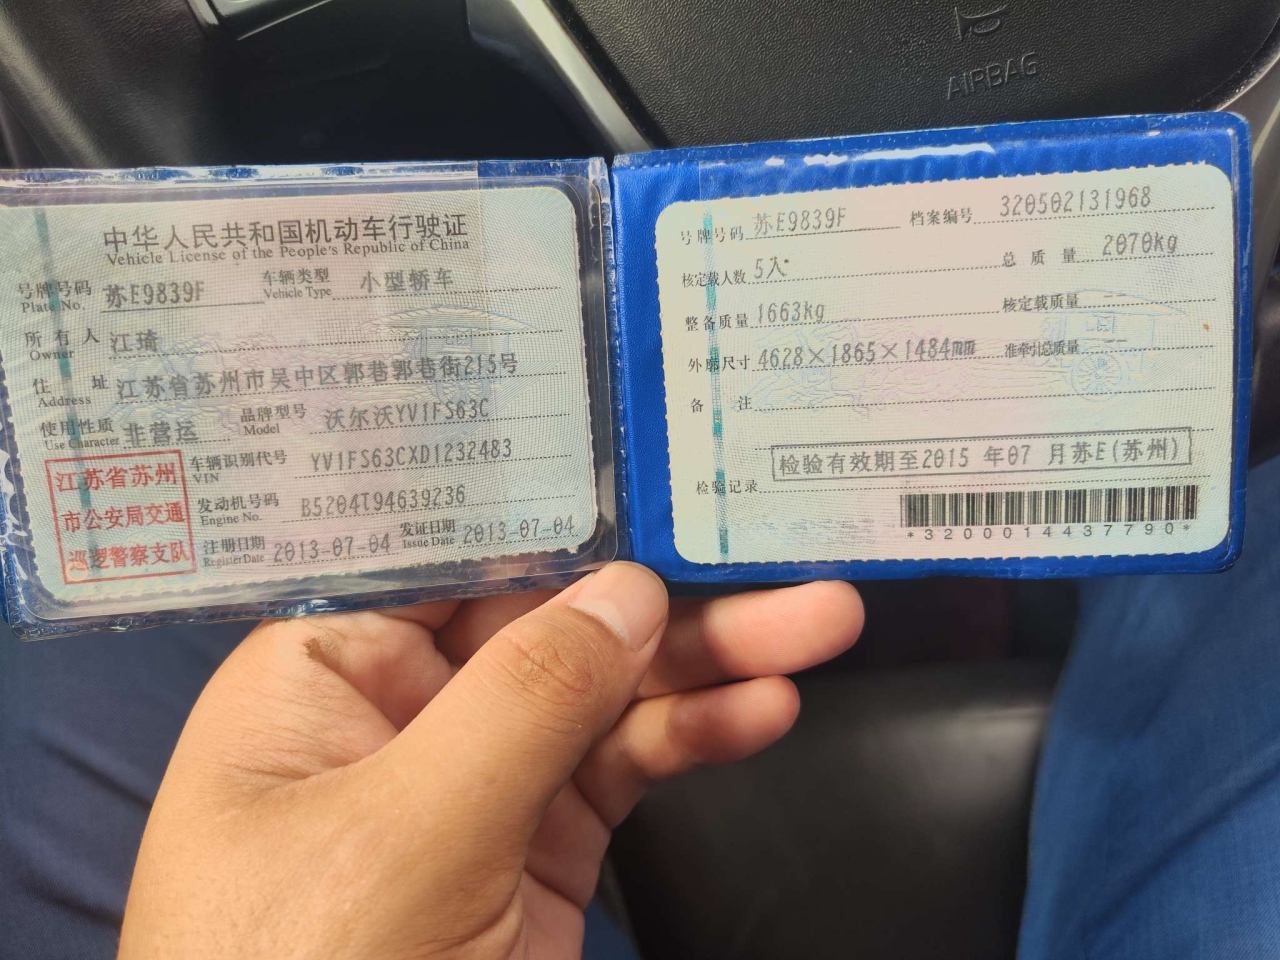 AIRBAG
中华人民共和国机动车行驶证
Vehicle License of the People's Republic of China
号牌号码 苏E9839F 车辆类型 小型轿车
Plate No. Vehicle Type
所有人 江琦
Owner
住址 江苏省苏州市吴中区郭巷郭巷街215号
Address
使用性质 非营运 品牌型号 沃尔沃YV1FS63C
Use Character Model
车辆识别代号 YV1FS63CXD1232483
VIN
发动机号码 B5204T94639236
Engine No.
注册日期 2013-07-04 发证日期 2013-07-04
Register Date Issue Date
江苏省苏州
市公安局交通
巡逻警察支队
号牌号码 苏E9839F 档案编号 320502131968
核定载人数 5人 总质量 2070kg
整备质量 1663kg 核定载质量 --
外廓尺寸 4628×1865×1484mm 准牵引总质量 --
备注
检验有效期至2015 年07 月苏E(苏州)
检验记录
*3200014437790*